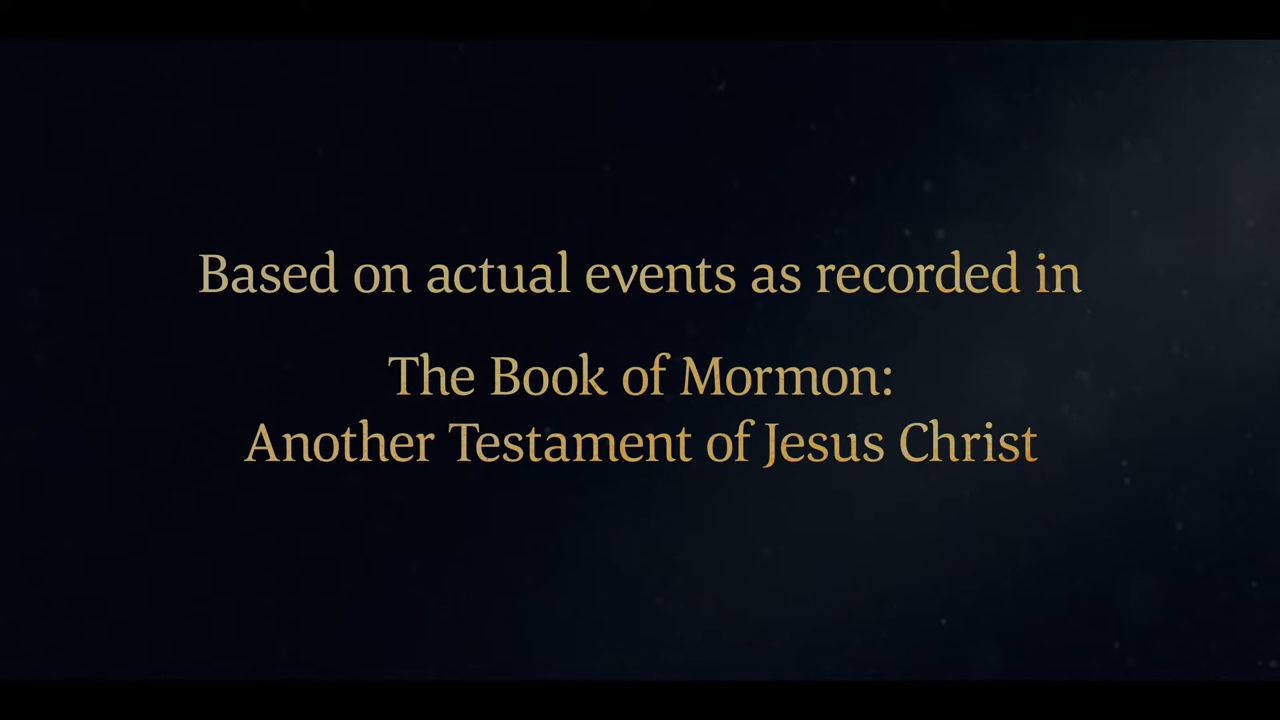 Based on actual events as recorded in
The Book of Mormon:
Another Testament of Jesus Christ